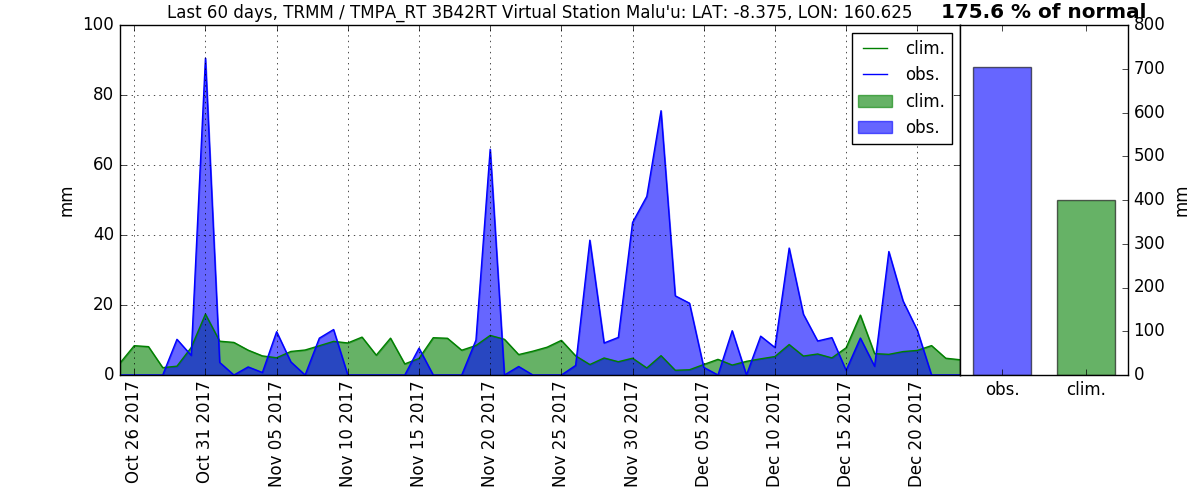 Last 60 days, TRMM / TMPA_RT 3B42RT Virtual Station Malu'u: LAT: -8.375, LON: 160.625
175.6 % of normal
100
80
60
40
20
0
mm
clim.
obs.
clim.
obs.
800
700
600
500
400
300
200
100
0
mm
obs.
clim.
Oct 26 2017
Oct 31 2017
Nov 05 2017
Nov 10 2017
Nov 15 2017
Nov 20 2017
Nov 25 2017
Nov 30 2017
Dec 05 2017
Dec 10 2017
Dec 15 2017
Dec 20 2017